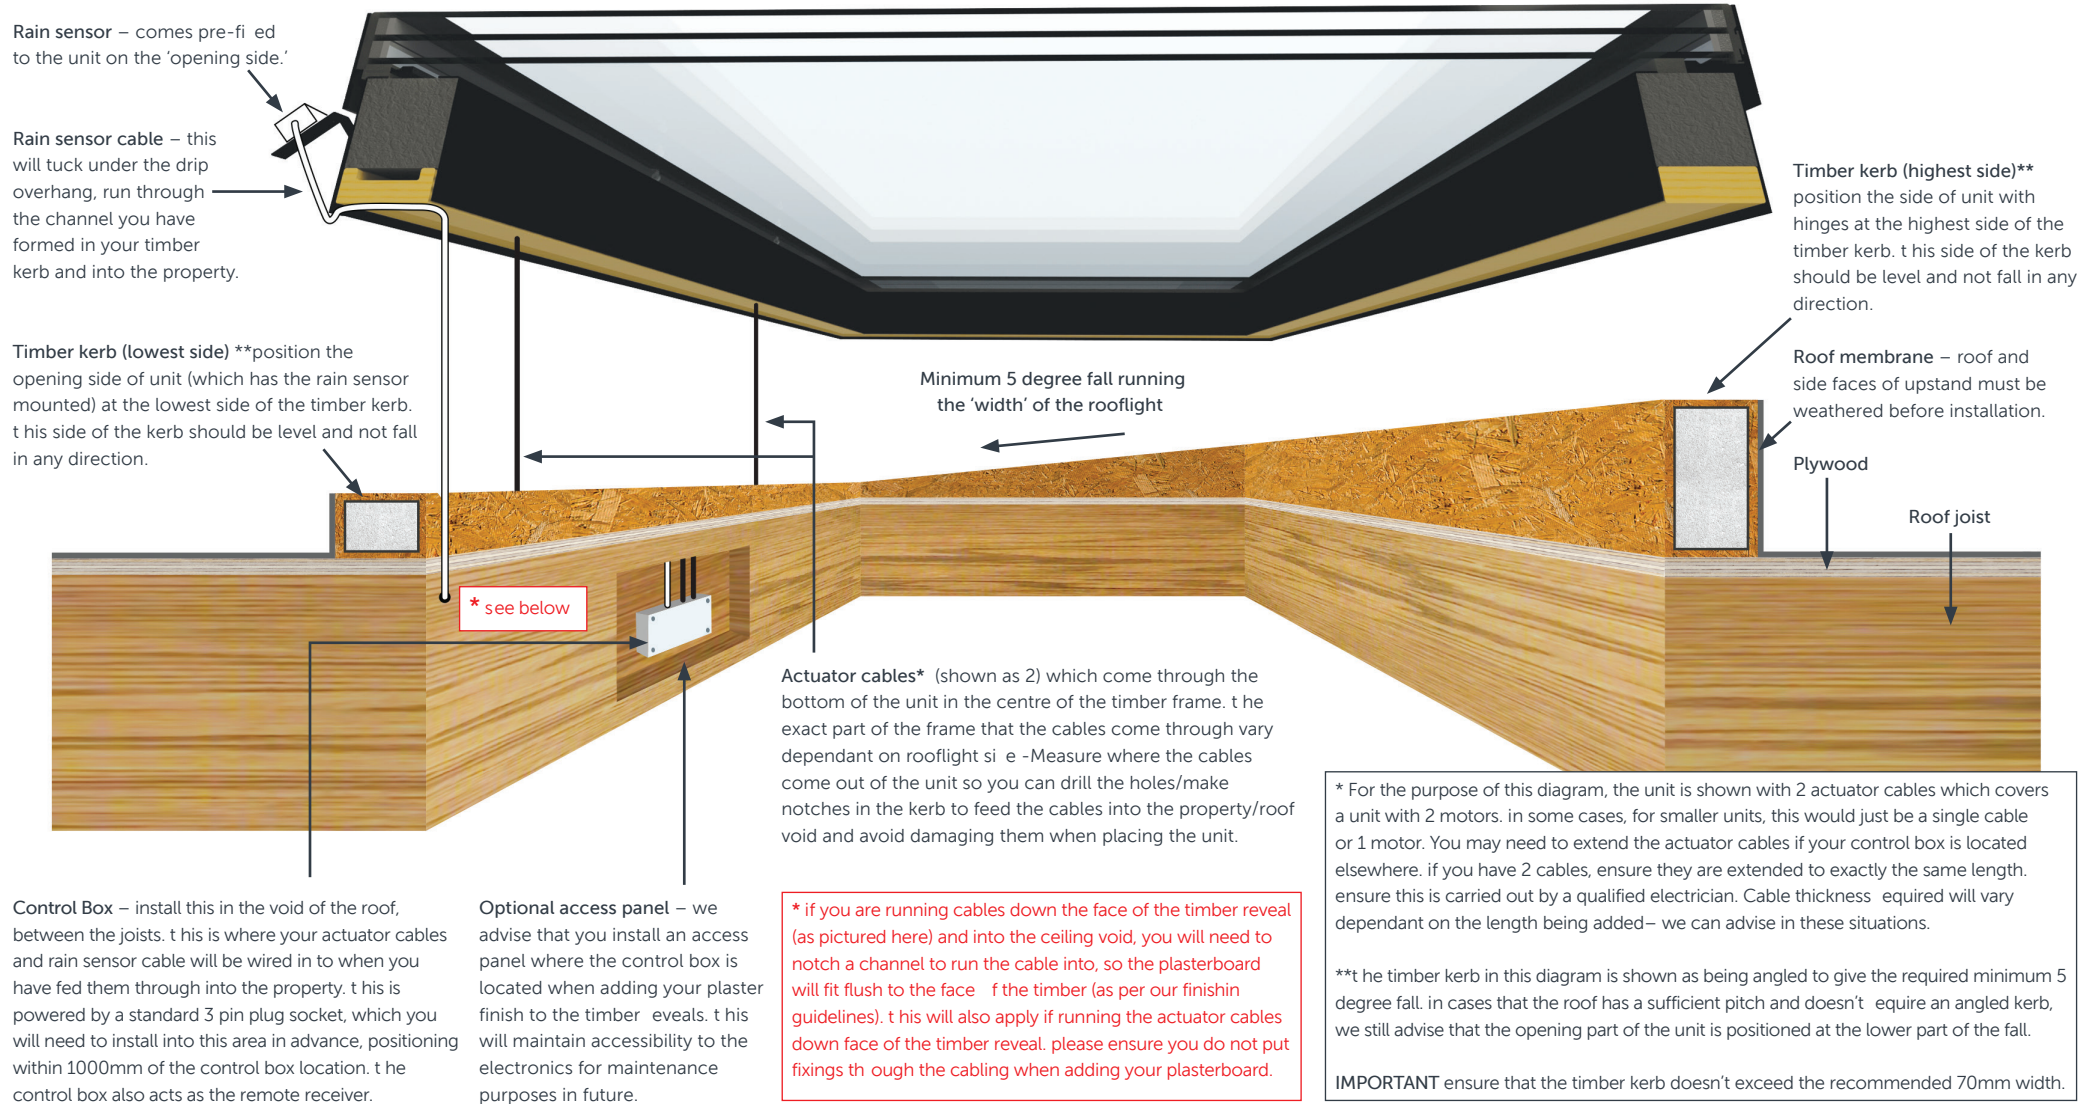 Rain sensor – comes pre-fi ed
to the unit on the ‘opening side.’
Rain sensor cable – this
will tuck under the drip
overhang, run through
the channel you have
formed in your timber
kerb and into the property.
Timber kerb (lowest side) **position the
opening side of unit (which has the rain sensor
mounted) at the lowest side of the timber kerb.
t his side of the kerb should be level and not fall
in any direction.
Minimum 5 degree fall running
the ‘width’ of the rooflight
Timber kerb (highest side)**
position the side of unit with
hinges at the highest side of the
timber kerb. t his side of the kerb
should be level and not fall in any
direction.
Roof membrane – roof and
side faces of upstand must be
weathered before installation.
Plywood
Roof joist
* see below
Actuator cables* (shown as 2) which come through the
bottom of the unit in the centre of the timber frame. t he
exact part of the frame that the cables come through vary
dependant on rooflight si e -Measure where the cables
come out of the unit so you can drill the holes/make
notches in the kerb to feed the cables into the property/roof
void and avoid damaging them when placing the unit.
Control Box – install this in the void of the roof,
between the joists. t his is where your actuator cables
and rain sensor cable will be wired in to when you
have fed them through into the property. t his is
powered by a standard 3 pin plug socket, which you
will need to install into this area in advance, positioning
within 1000mm of the control box location. t he
control box also acts as the remote receiver.
Optional access panel – we
advise that you install an access
panel where the control box is
located when adding your plaster
finish to the timber eveals. t his
will maintain accessibility to the
electronics for maintenance
purposes in future.
* if you are running cables down the face of the timber reveal
(as pictured here) and into the ceiling void, you will need to
notch a channel to run the cable into, so the plasterboard
will fit flush to the face f the timber (as per our finishin
guidelines). t his will also apply if running the actuator cables
down face of the timber reveal. please ensure you do not put
fixings th ough the cabling when adding your plasterboard.
* For the purpose of this diagram, the unit is shown with 2 actuator cables which covers
a unit with 2 motors. in some cases, for smaller units, this would just be a single cable
or 1 motor. You may need to extend the actuator cables if your control box is located
elsewhere. if you have 2 cables, ensure they are extended to exactly the same length.
ensure this is carried out by a qualified electrician. Cable thickness equired will vary
dependant on the length being added– we can advise in these situations.
**t he timber kerb in this diagram is shown as being angled to give the required minimum 5
degree fall. in cases that the roof has a sufficient pitch and doesn’t equire an angled kerb,
we still advise that the opening part of the unit is positioned at the lower part of the fall.
IMPORTANT ensure that the timber kerb doesn’t exceed the recommended 70mm width.